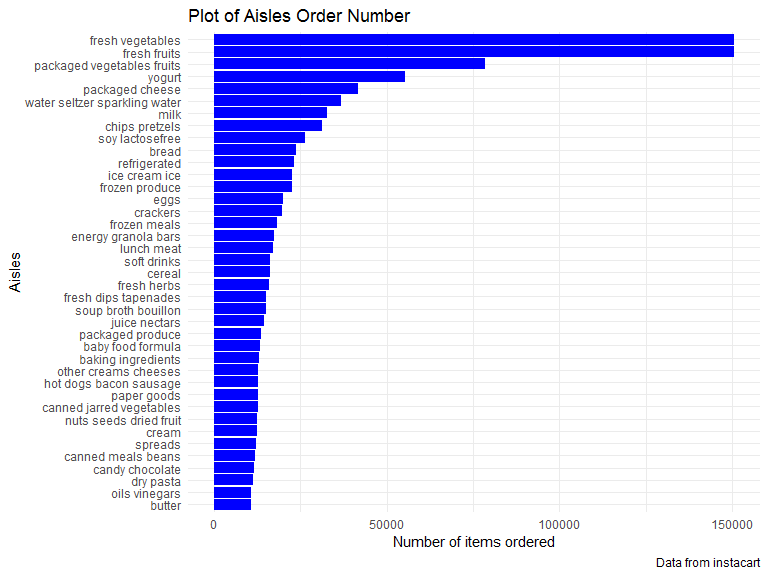 Plot of Aisles Order Number
fresh vegetables
fresh fruits
packaged vegetables fruits
yogurt
packaged cheese
water seltzer sparkling water
milk
chips pretzels
soy lactosefree
bread
refrigerated
ice cream ice
frozen produce
eggs
crackers
frozen meals
energy granola bars
lunch meat
soft drinks
cereal
fresh herbs
fresh dips tapenades
soup broth bouillon
juice nectars
packaged produce
baby food formula
baking ingredients
other creams cheeses
hot dogs bacon sausage
paper goods
canned jarred vegetables
nuts seeds dried fruit
cream
spreads
canned meals beans
candy chocolate
dry pasta
oils vinegars
butter
Aisles
0 50000 100000 150000
Number of items ordered
Data from instacart